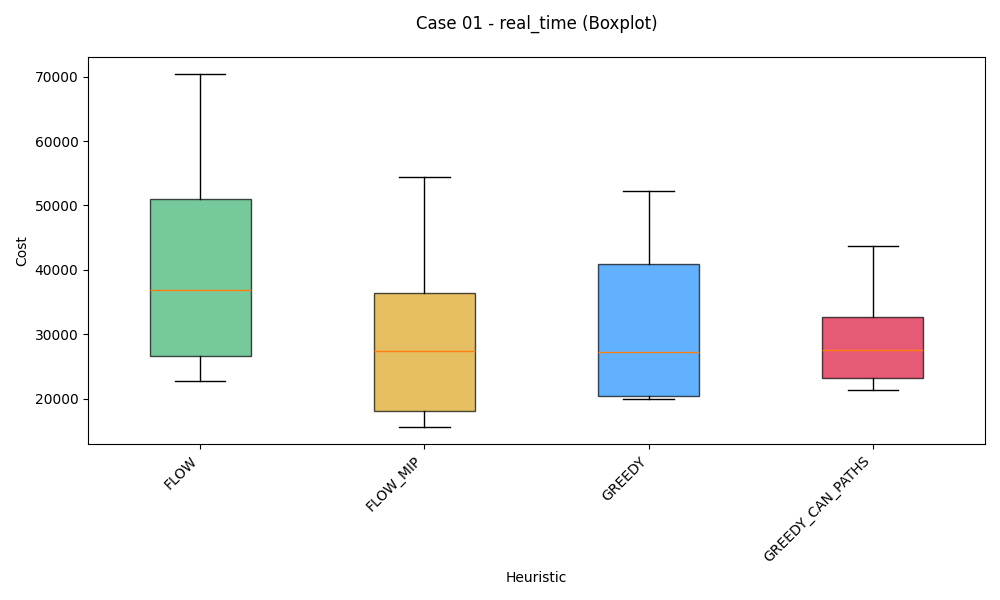 Case 01 - real_time (Boxplot)
Cost
70000
60000
50000
40000
30000
20000
FLOW
FLOW_MIP
GREEDY
GREEDY_CAN_PATHS
Heuristic